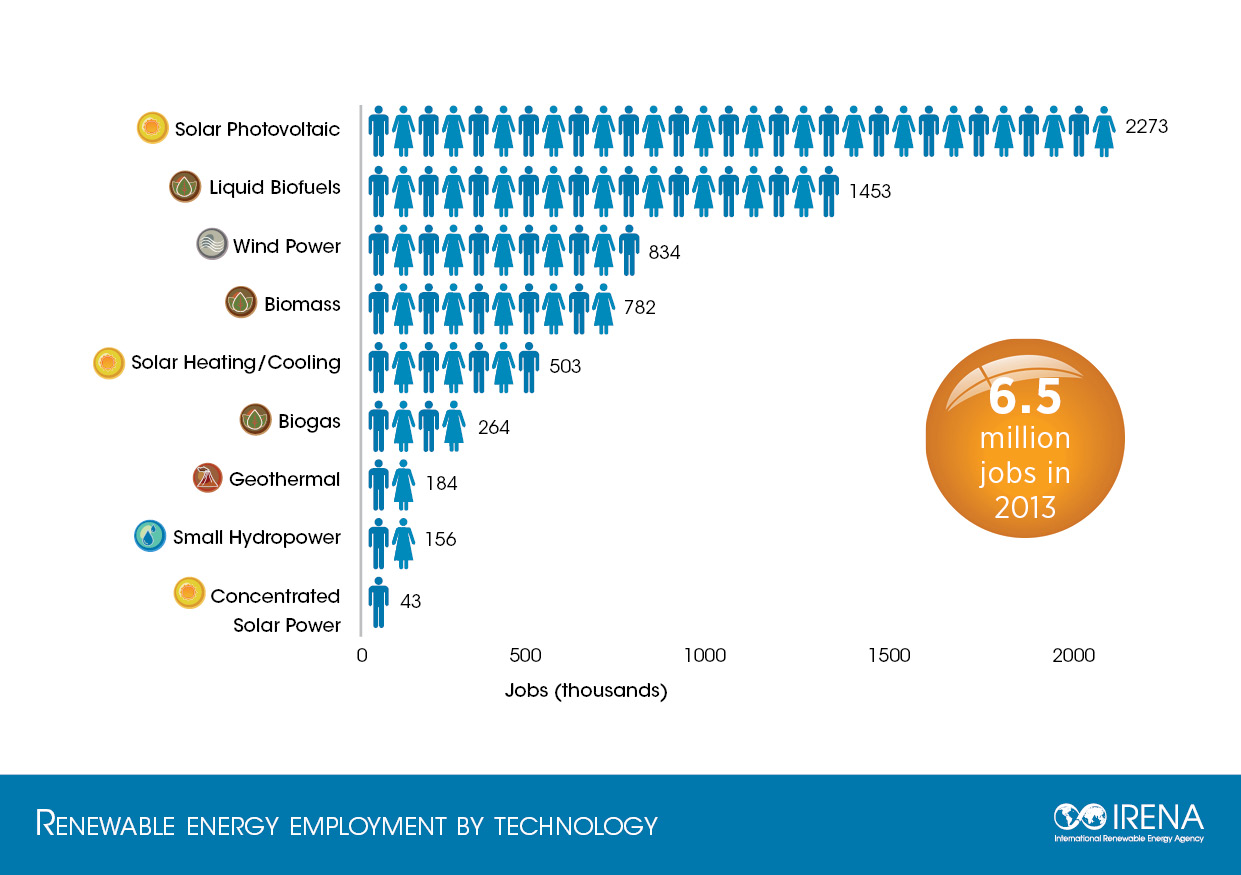 Solar Photovoltaic 2273
Liquid Biofuels 1453
Wind Power 834
Biomass 782
Solar Heating/Cooling 503
Biogas 264
Geothermal 184
Small Hydropower 156
Concentrated
Solar Power 43
0 500 1000 1500 2000
Jobs (thousands)
6.5
million
jobs in
2013
RENEWABLE ENERGY EMPLOYMENT BY TECHNOLOGY
IRENA
International Renewable Energy Agency